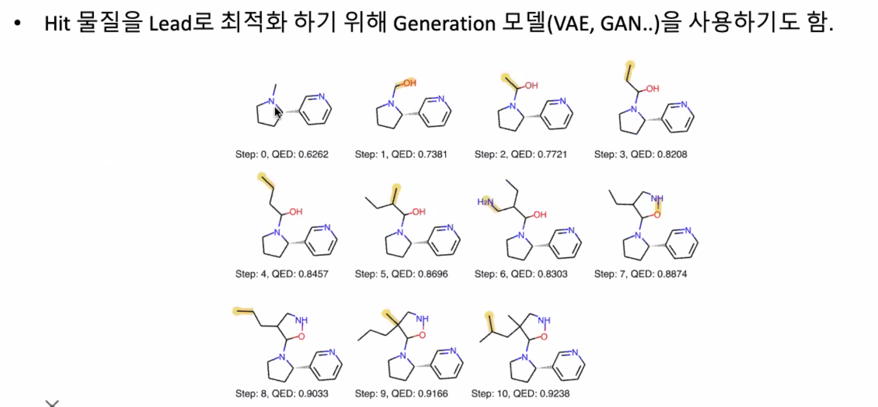 • Hit 물질을 Lead로 최적화 하기 위해 Generation 모델(VAE, GAN..)을 사용하기도 함.
N N OH N N OH N N OH N N
Step: 0, QED: 0.6262 Step: 1, QED: 0.7381 Step: 2, QED: 0.7721 Step: 3, QED: 0.8208
OH N N OH N N H₂N OH N N NH O N N
Step: 4, QED: 0.8457 Step: 5, QED: 0.8696 Step: 6, QED: 0.8303 Step: 7, QED: 0.8874
NH O N N NH O N N NH O N N
Step: 8, QED: 0.9033 Step: 9, QED: 0.9166 Step: 10, QED: 0.9238